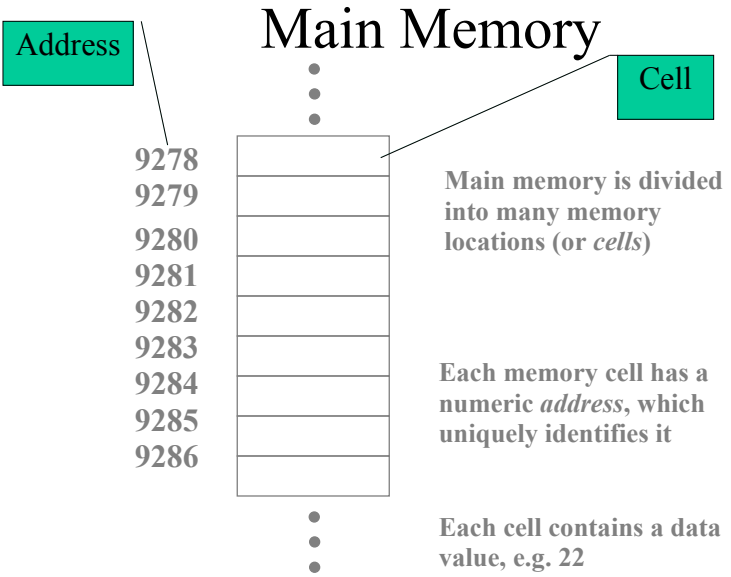 Main Memory
Address
Cell
9278
9279
9280
9281
9282
9283
9284
9285
9286
Main memory is divided
into many memory
locations (or cells)
Each memory cell has a
numeric address, which
uniquely identifies it
Each cell contains a data
value, e.g. 22